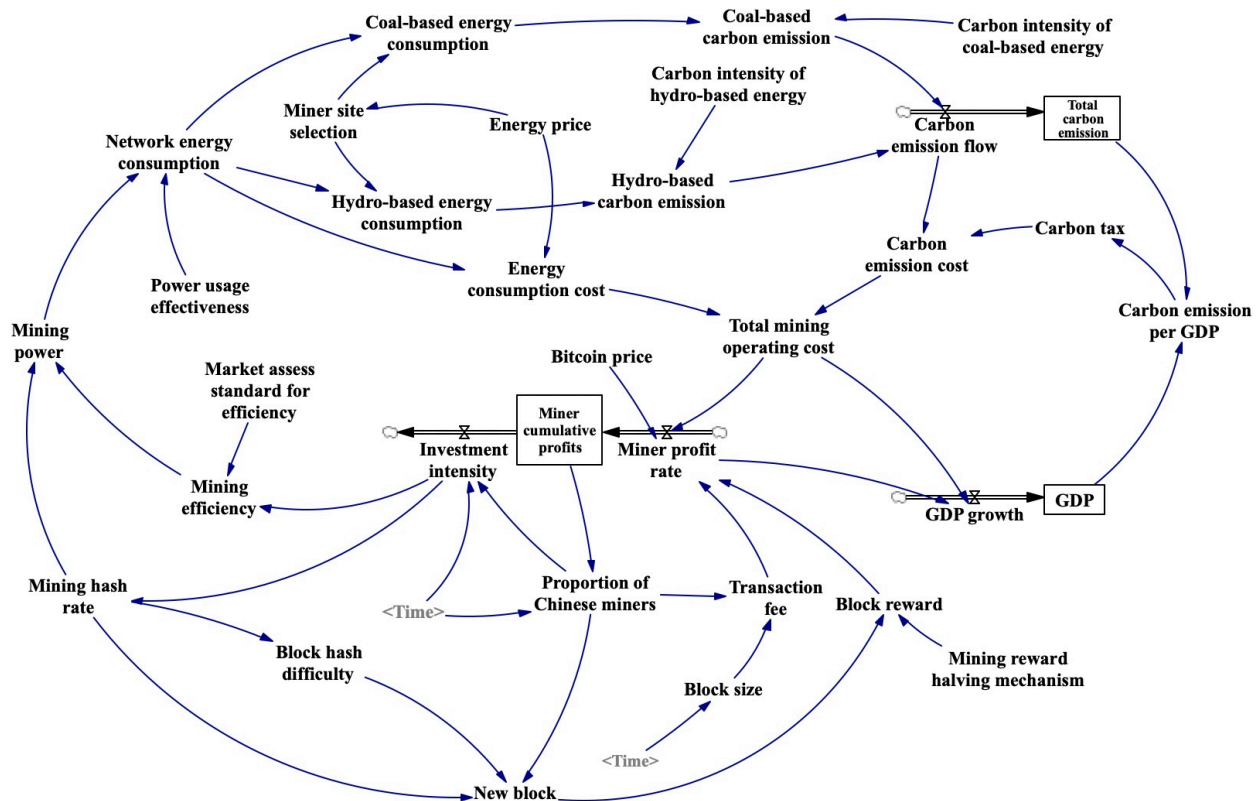 Coal-based energy
consumption
Coal-based
carbon emission
Carbon intensity of
coal-based energy
Carbon intensity of
hydro-based energy
Miner site
selection
Energy price
Total
carbon
emission
Carbon
emission flow
Network energy
consumption
Hydro-based
carbon emission
Hydro-based energy
consumption
Carbon
emission cost
Carbon tax
Energy
consumption cost
Power usage
effectiveness
Carbon emission
per GDP
Mining
power
Total mining
operating cost
Bitcoin price
Market assess
standard for
efficiency
Miner
cumulative
profits
Investment
intensity
Miner profit
rate
Mining
efficiency
GDP growth
GDP
Mining hash
rate
<Time>
Proportion of
Chinese miners
Transaction
fee
Block reward
Block hash
difficulty
Mining reward
halving mechanism
Block size
<Time>
New block